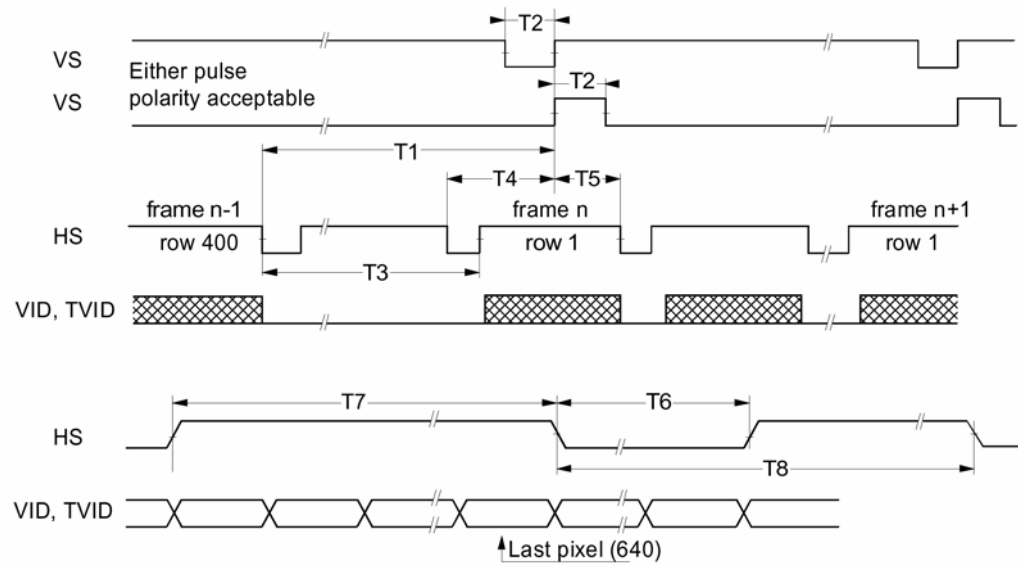 T2
VS
Either pulse
polarity acceptable
T2
VS
T1
T4
T5
frame n-1
frame n
frame n+1
HS
row 400
row 1
row 1
T3
VID, TVID
T7
T6
HS
T8
VID, TVID
Last pixel (640)